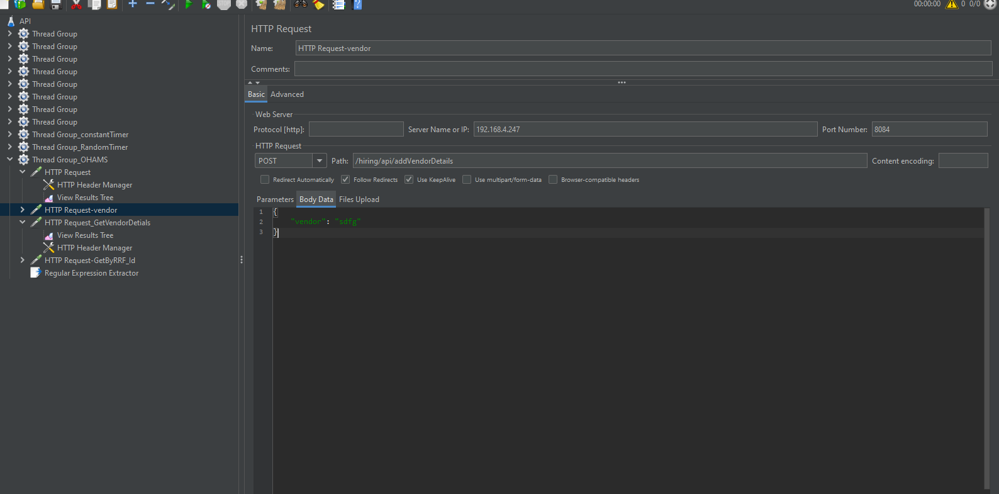 00:00:00 0 0/0
API
Thread Group
Thread Group
Thread Group
Thread Group
Thread Group
Thread Group
Thread Group
Thread Group
Thread Group_constantTimer
Thread Group_RandomTimer
Thread Group_OHAMS
HTTP Request
HTTP Header Manager
View Results Tree
HTTP Request-vendor
HTTP Request_GetVendorDetials
View Results Tree
HTTP Header Manager
HTTP Request-GetByRRF_Id
Regular Expression Extractor
HTTP Request
Name: HTTP Request-vendor
Comments:
Basic Advanced
Web Server
Protocol [http]: Server Name or IP: 192.168.4.247 Port Number: 8084
HTTP Request
POST Path: /hiring/api/addVendorDetails Content encoding:
Redirect Automatically Follow Redirects Use KeepAlive Use multipart/form-data Browser-compatible headers
Parameters Body Data Files Upload
1 {
2 "vendor": "sdfg"
3 }